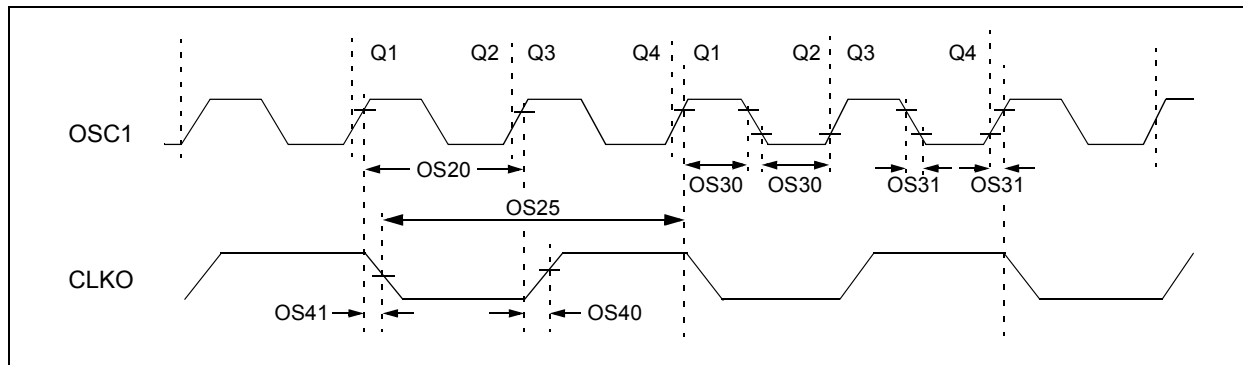 Q1 Q2 Q3 Q4 Q1 Q2 Q3 Q4
OSC1
OS20 OS30 OS30 OS31 OS31
OS25
CLKO
OS41 OS40